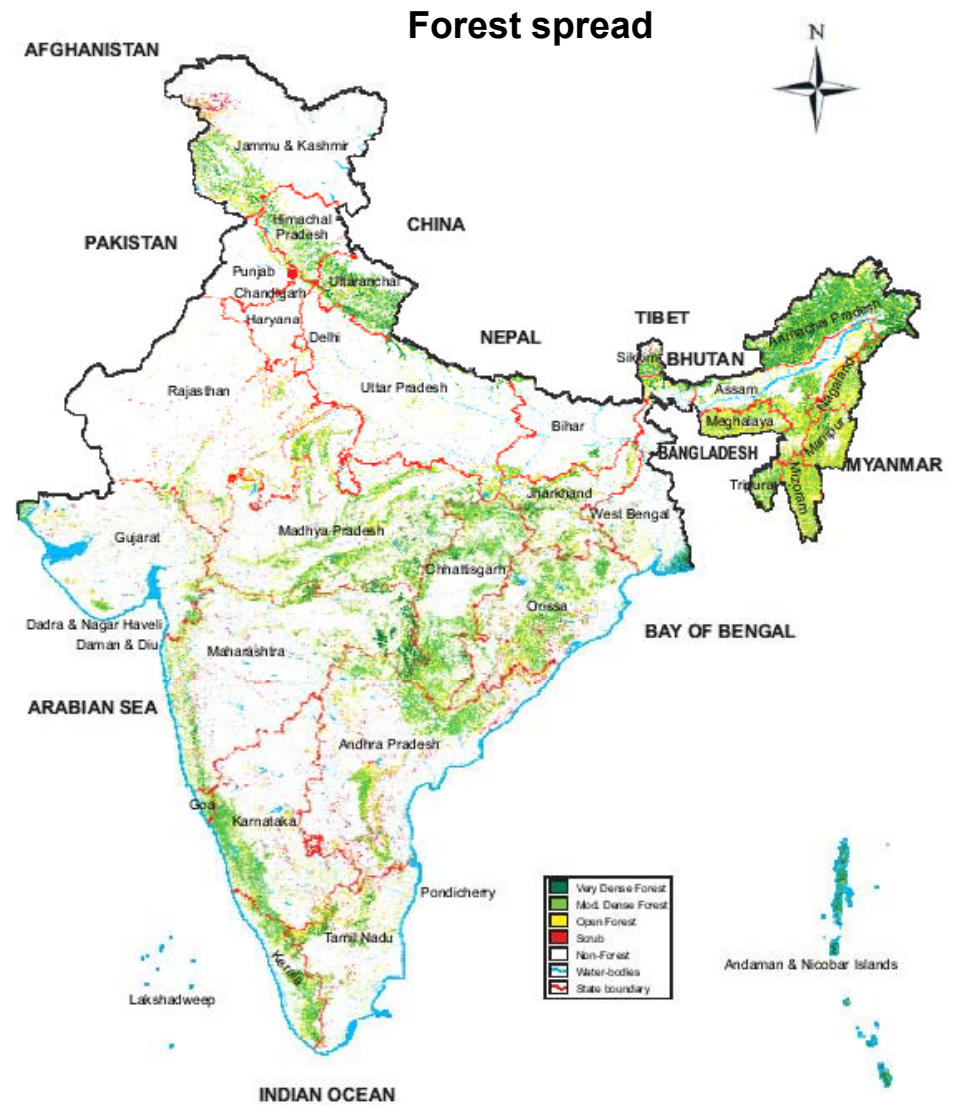 Forest spread
AFGHANISTAN
N
Jammu & Kashmir
CHINA
Himachal
Pradesh
PAKISTAN
Punjab
Uttaranchal
Chandigarh
Haryana
Delhi
NEPAL
TIBET
Arunachal Pradesh
Sikkim
BHUTAN
Rajasthan
Uttar Pradesh
Assam
Nagaland
Bihar
Meghalaya
Manipur
BANGLADESH
MYANMAR
Tripura
Mizoram
Jharkhand
West Bengal
Gujarat
Madhya Pradesh
Chhattisgarh
Orissa
Dadra & Nagar Haveli
Daman & Diu
Maharashtra
BAY OF BENGAL
ARABIAN SEA
Andhra Pradesh
Goa
Karnataka
Pondicherry
Very Dense Forest
Mod. Dense Forest
Open Forest
Scrub
Non-Forest
Water-bodies
State boundary
Tamil Nadu
Kerala
Lakshadweep
Andaman & Nicobar Islands
INDIAN OCEAN